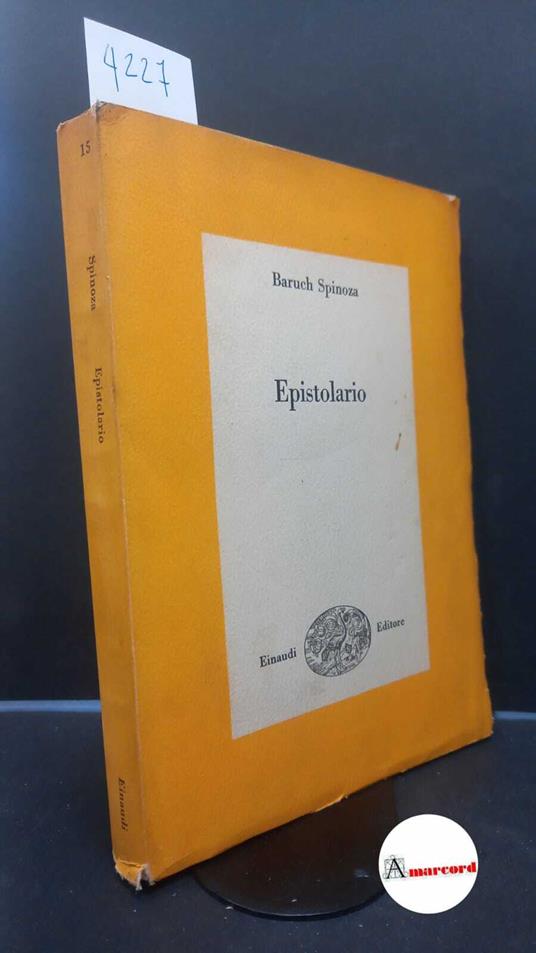 4227
15
Spinoza
Epistolario
Einaudi
Baruch Spinoza
Epistolario
Einaudi Editore
Amarcord